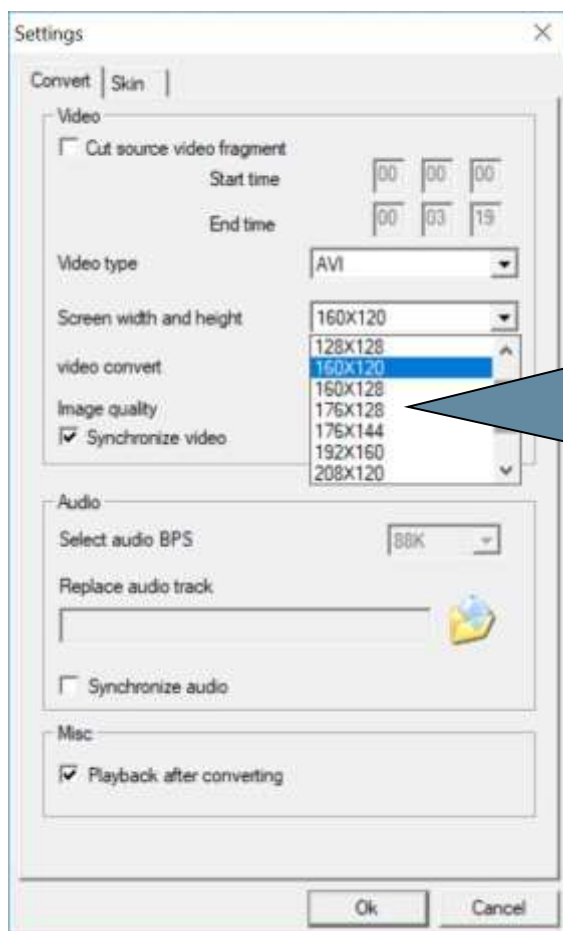 Settings
Convert Skin
Video
Cut source video fragment
Start time 00 00 00
End time 00 03 19
Video type AVI
Screen width and height 160X120
128X128
video convert 160X120
160X128
Image quality 176X128
Synchronize video 176X144
192X160
208X120
Audio
Select audio BPS 88K
Replace audio track
Synchronize audio
Misc
Playback after converting
Ok Cancel